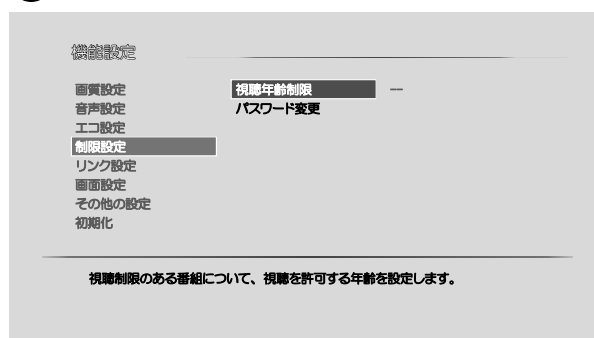 機能設定
画質設定
音声設定
エコ設定
制限設定
リンク設定
画面設定
その他の設定
初期化
視聴年齢制限 --
パスワード変更
視聴制限のある番組について、視聴を許可する年齢を設定します。